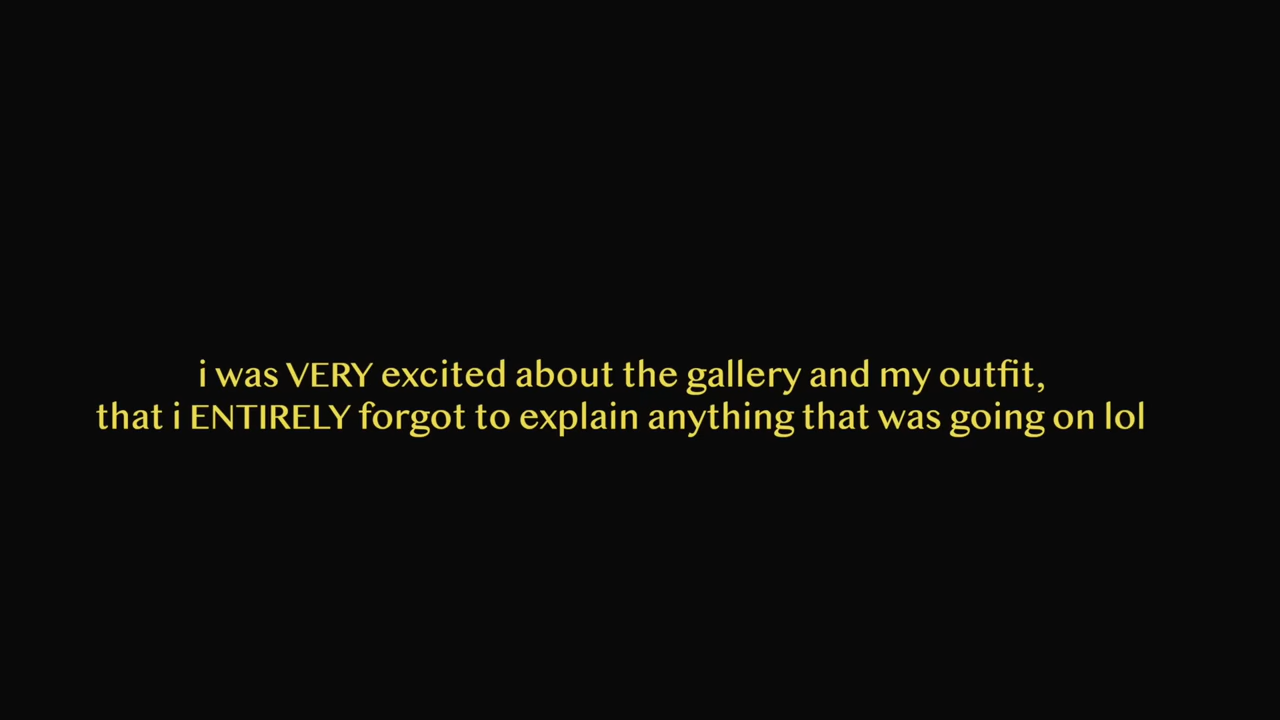 i was VERY excited about the gallery and my outfit,
that i ENTIRELY forgot to explain anything that was going on lol